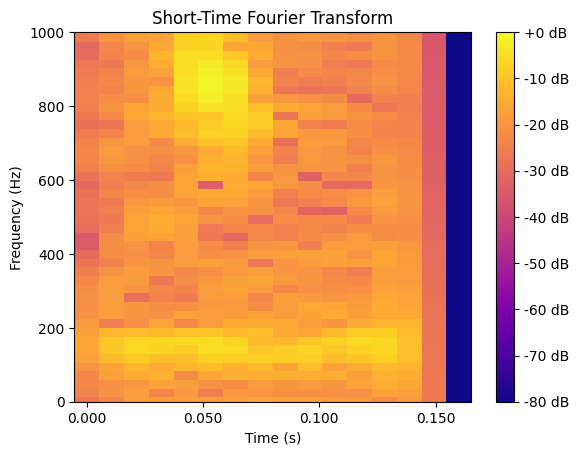 Short-Time Fourier Transform
1000
800
600
400
200
0
Frequency (Hz)
0.000
0.050
0.100
0.150
Time (s)
+0 dB
-10 dB
-20 dB
-30 dB
-40 dB
-50 dB
-60 dB
-70 dB
-80 dB